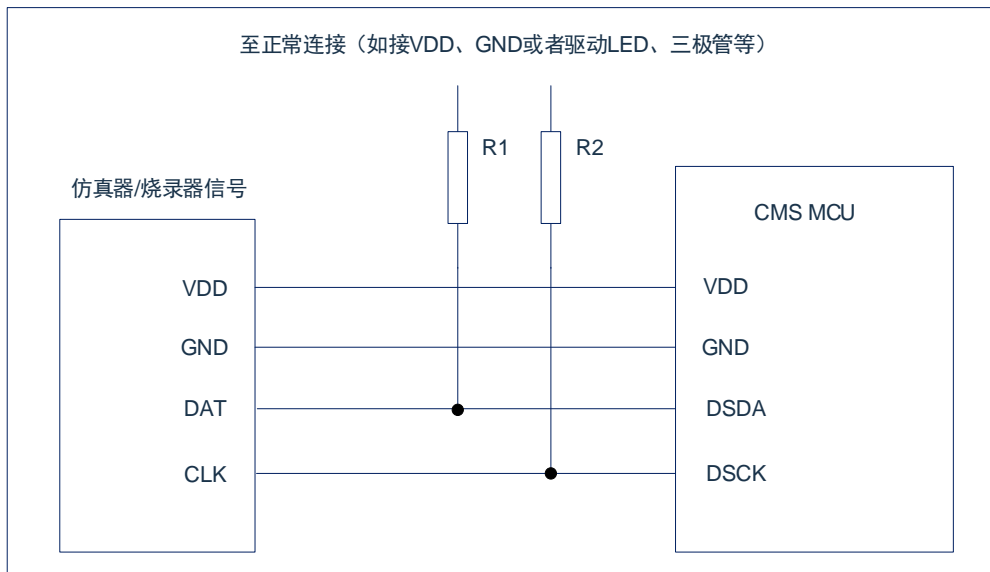 至正常连接（如接VDD、GND或者驱动LED、三极管等）
R1
R2
仿真器/烧录器信号
CMS MCU
VDD
VDD
GND
GND
DAT
DSDA
CLK
DSCK